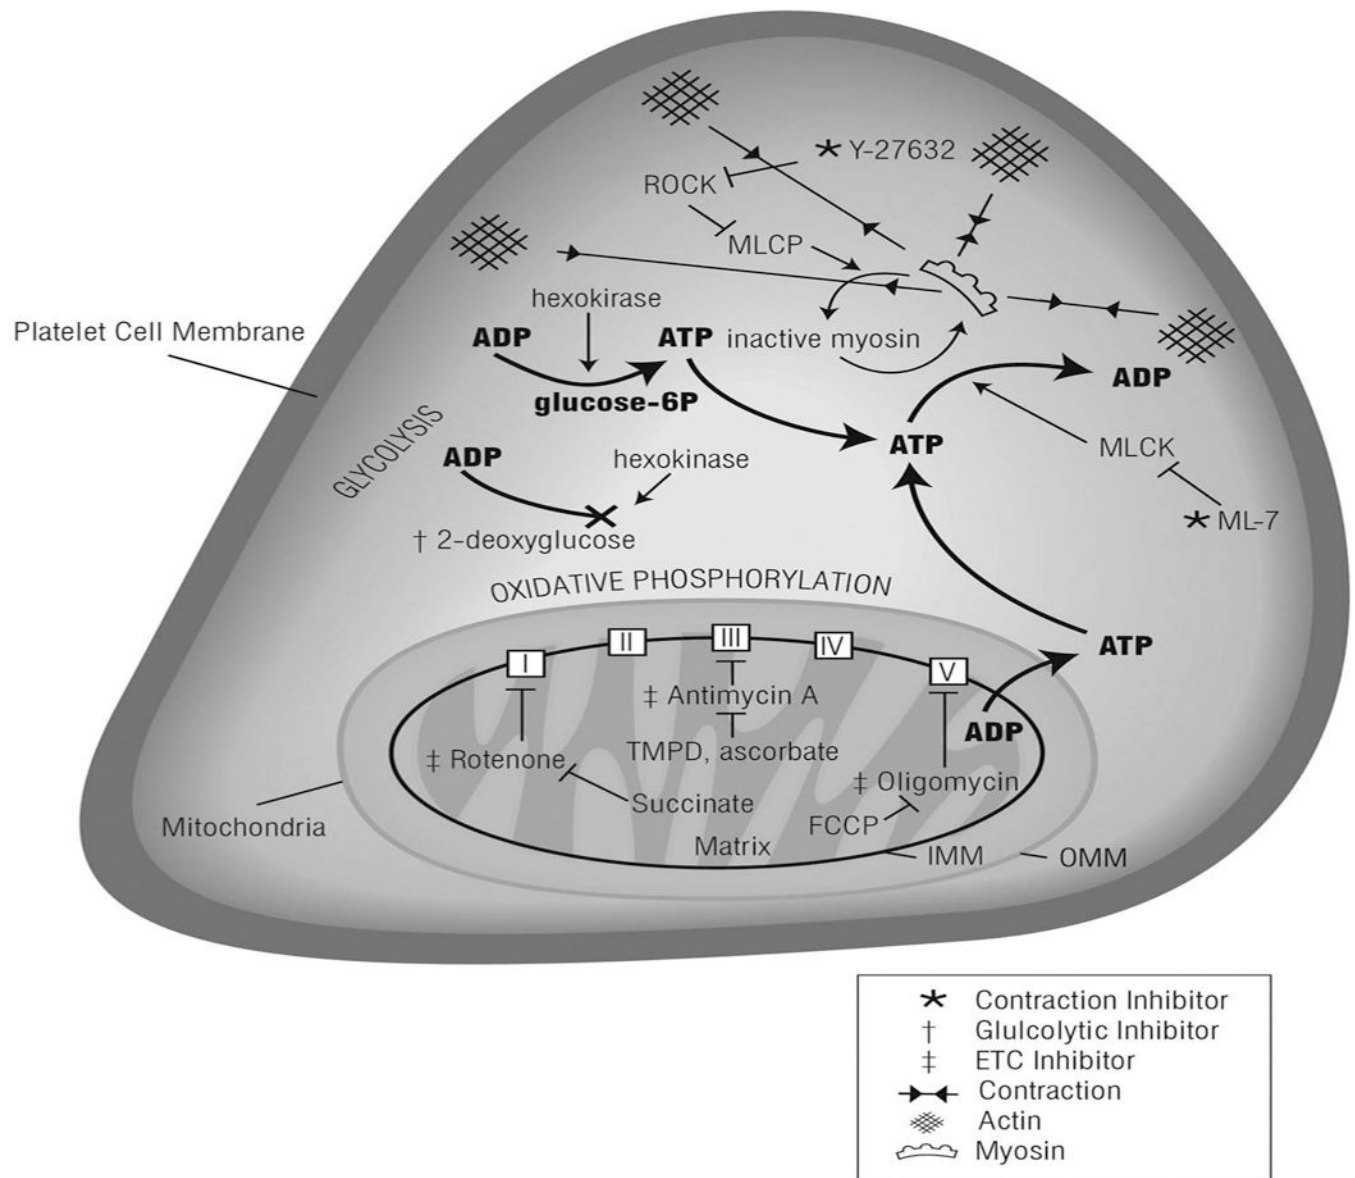 * Y-27632
ROCK
MLCP
hexokirase
Platelet Cell Membrane
ADP
ATP
inactive myosin
glucose-6P
ADP
GLYCOLYSIS
ADP
hexokinase
ATP
MLCK
* ML-7
† 2-deoxyglucose
OXIDATIVE PHOSPHORYLATION
I
II
III
IV
V
ATP
‡ Antimycin A
ADP
‡ Rotenone
TMPD, ascorbate
‡ Oligomycin
Succinate
FCCP
Mitochondria
Matrix
IMM
OMM
* Contraction Inhibitor
† Glulcolytic Inhibitor
‡ ETC Inhibitor
Contraction
Actin
Myosin